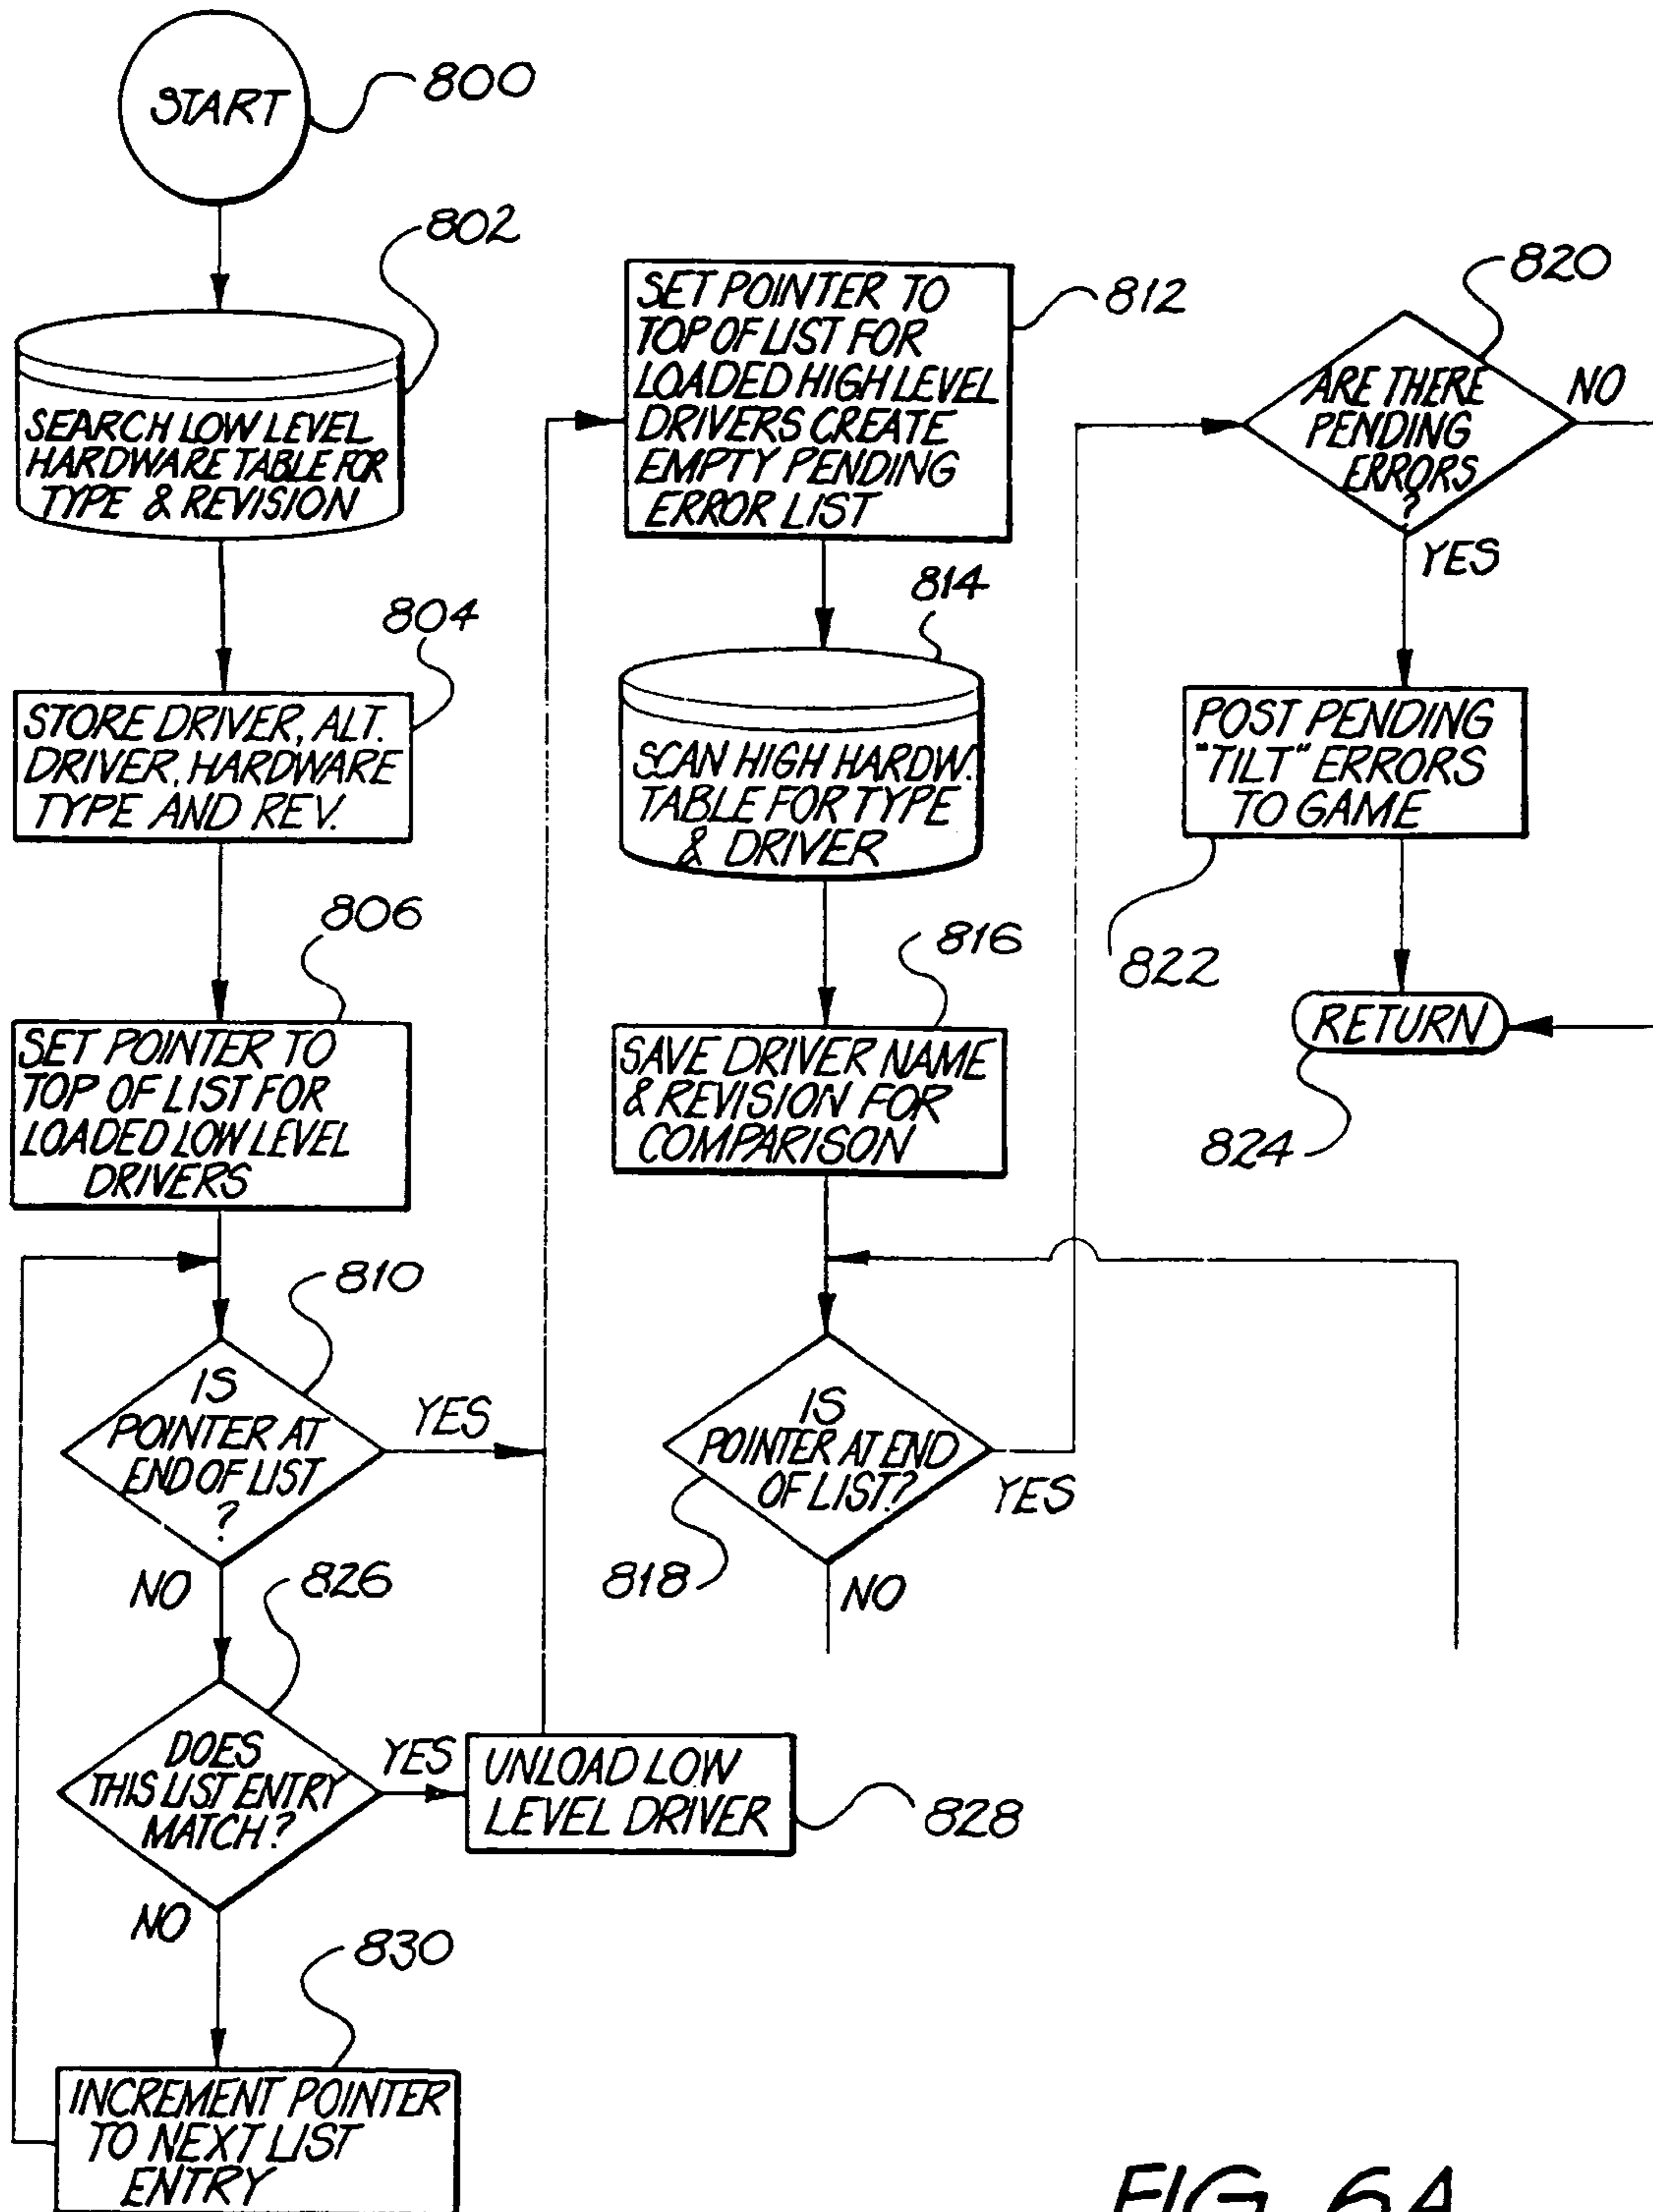 START
800
802
SEARCH LOW LEVEL
HARDWARE TABLE FOR
TYPE & REVISION
804
STORE DRIVER, ALT.
DRIVER, HARDWARE
TYPE AND REV.
806
SET POINTER TO
TOP OF LIST FOR
LOADED LOW LEVEL
DRIVERS
810
IS
POINTER AT
END OF LIST
?
YES
NO
826
DOES
THIS LIST ENTRY
MATCH?
YES
UNLOAD LOW
LEVEL DRIVER
828
NO
830
INCREMENT POINTER
TO NEXT LIST
ENTRY
SET POINTER TO
TOP OF LIST FOR
LOADED HIGH LEVEL
DRIVERS CREATE
EMPTY PENDING
ERROR LIST
812
814
SCAN HIGH HARDW.
TABLE FOR TYPE
& DRIVER
816
SAVE DRIVER NAME
& REVISION FOR
COMPARISON
IS
POINTER AT END
OF LIST?
YES
818
NO
820
ARE THERE
PENDING
ERRORS
?
NO
YES
POST PENDING
"TILT" ERRORS
TO GAME
822
RETURN
824
FIG. 6A